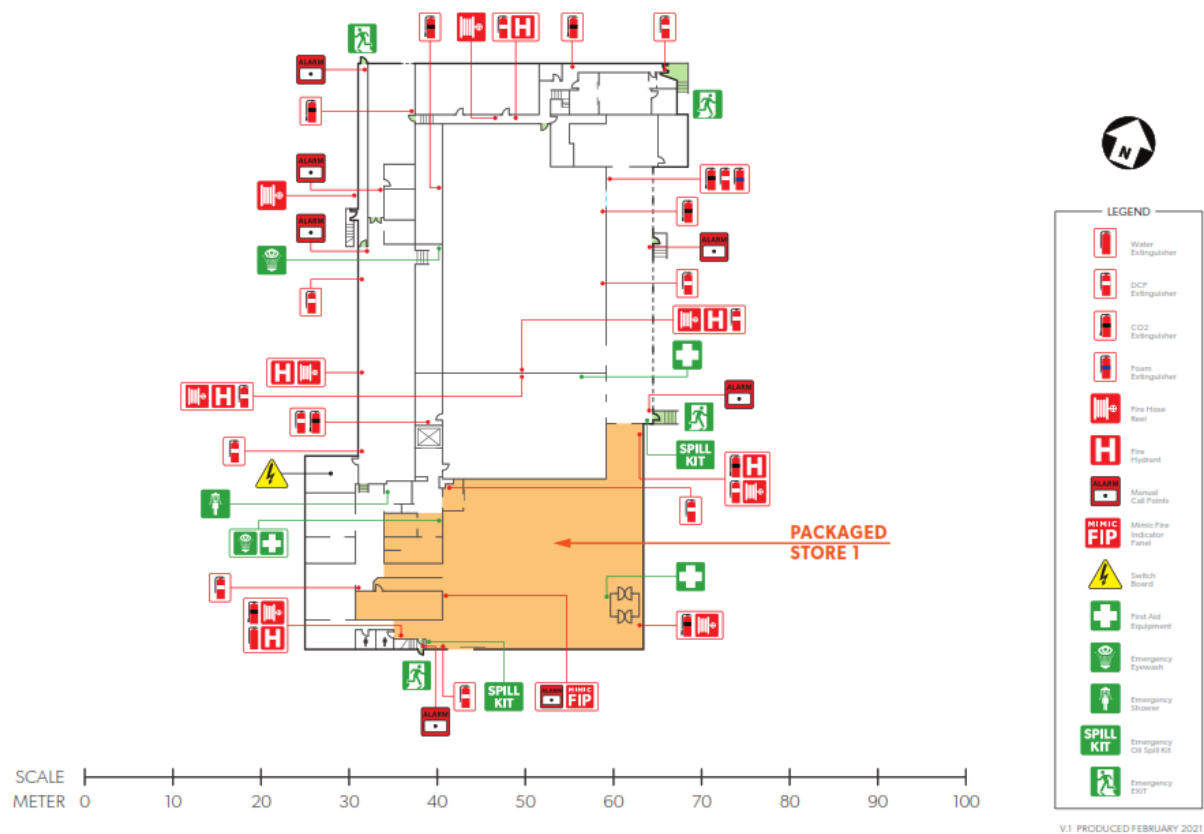 ALARM
H
ALARM
ALARM
ALARM
ALARM
N
LEGEND
Water
Extinguisher
DCP
Extinguisher
CO2
Extinguisher
Foam
Extinguisher
Fire Hose
Reel
H
Fire
Hydrant
ALARM
Manual
Call Points
MIMIC
FIP
Mimic Fire
Indicator
Panel
Switch
Board
First Aid
Equipment
Emergency
Eyewash
Emergency
Shower
SPILL
KIT
Emergency
Oil Spill Kit
Emergency
EXIT
H
H
H
ALARM
SPILL
KIT
H
PACKAGED
STORE 1
H
SPILL
KIT
ALARM
MIMIC
FIP
ALARM
SCALE
METER 0 10 20 30 40 50 60 70 80 90 100
V.1 PRODUCED FEBRUARY 2021